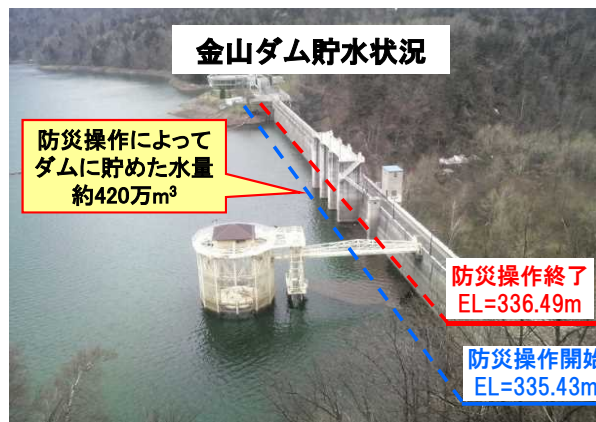 金山ダム貯水状況
防災操作によって
ダムに貯めた水量
約420万m³
防災操作終了
EL=336.49m
防災操作開始
EL=335.43m